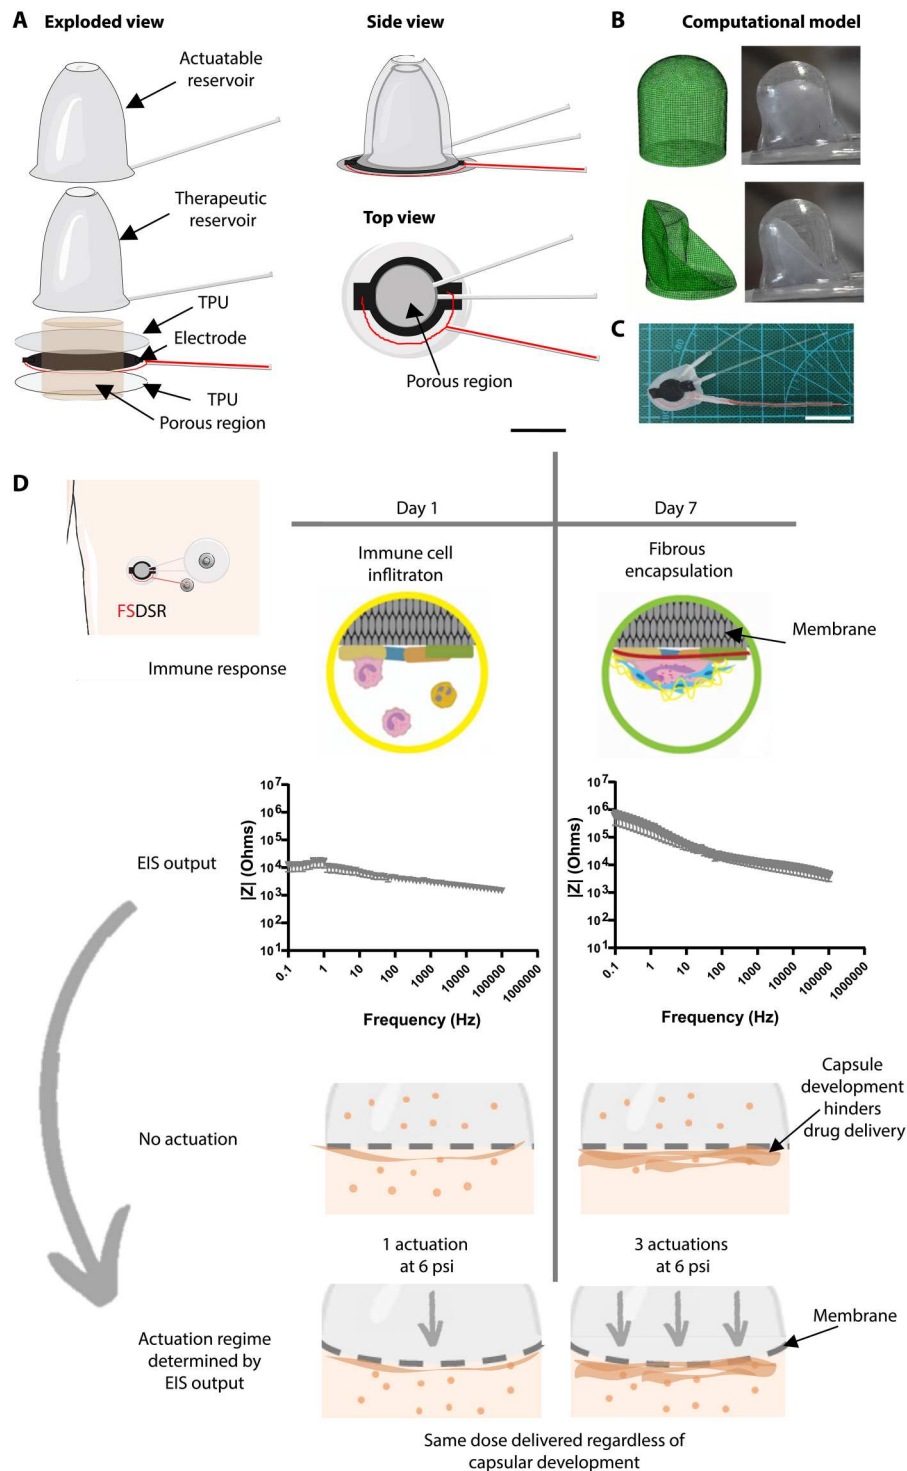 A
Exploded view
Side view
B
Computational model
Actuatable
reservoir
Therapeutic
reservoir
Top view
TPU
Electrode
TPU
Porous region
Porous region
C
D
Day 1
Day 7
Immune cell
inflitraton
Fibrous
encapsulation
FSDSR
Membrane
Immune response
EIS output
|Z| (Ohms)
10⁷
10⁶
10⁵
10⁴
10³
10²
10¹
0.1
1
10
100
1000
10000
100000
1000000
Frequency (Hz)
|Z| (Ohms)
10⁷
10⁶
10⁵
10⁴
10³
10²
10¹
0.1
1
10
100
1000
10000
100000
1000000
Frequency (Hz)
Capsule
development
hinders
drug delivery
No actuation
1 actuation
at 6 psi
3 actuations
at 6 psi
Membrane
Actuation regime
determined by
EIS output
Same dose delivered regardless of
capsular development